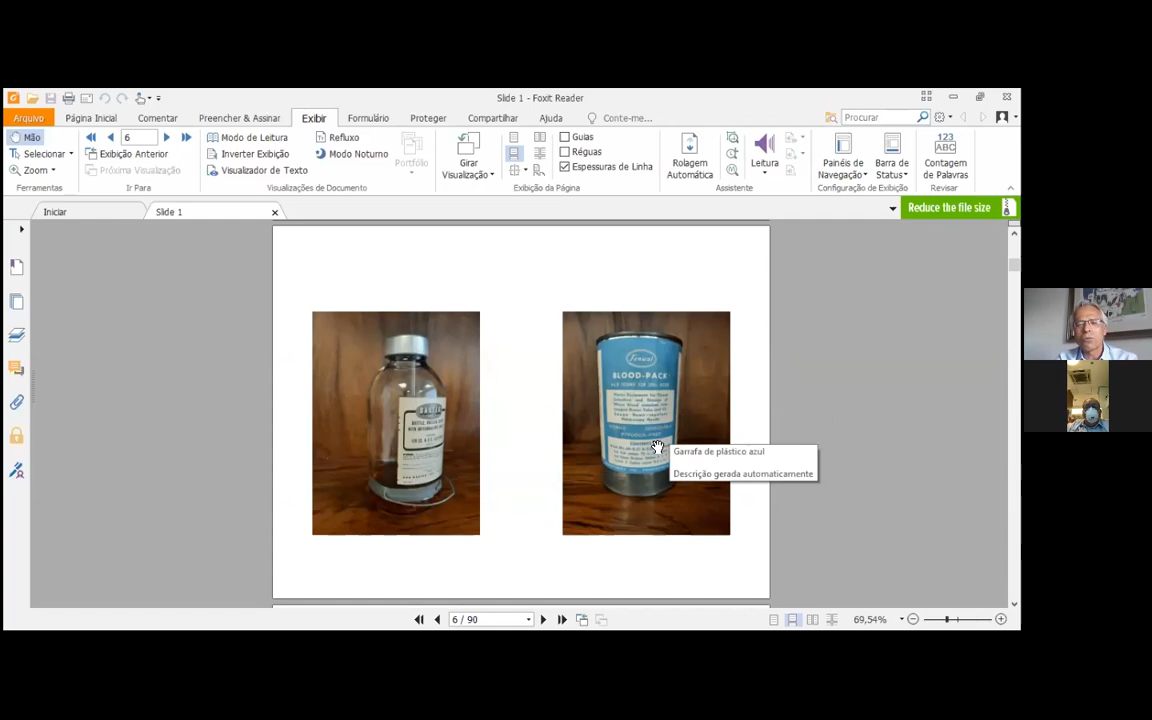 Slide 1 - Foxit Reader
Arquivo
Página Inicial
Comentar
Preencher & Assinar
Exibir
Formulário
Proteger
Compartilhar
Ajuda
Conte-me...
Procurar
Mão
Selecionar
Zoom
Ferramentas
6
Exibição Anterior
Próxima Visualização
Ir Para
Modo de Leitura
Inverter Exibição
Visualizador de Texto
Refluxo
Modo Noturno
Portfólio
Visualizações de Documento
Girar
Visualização
Guias
Réguas
Espessuras de Linha
Exibição da Página
Rolagem
Automática
Leitura
Assistente
Painéis de
Navegação
Barra de
Status
Configuração de Exibição
123
ABC
Contagem
de Palavras
Revisar
Iniciar
Slide 1
Reduce the file size
BAXTER
Fenwal
BLOOD-PACK
Garrafa de plástico azul
Descrição gerada automaticamente
6 / 90
69,54%